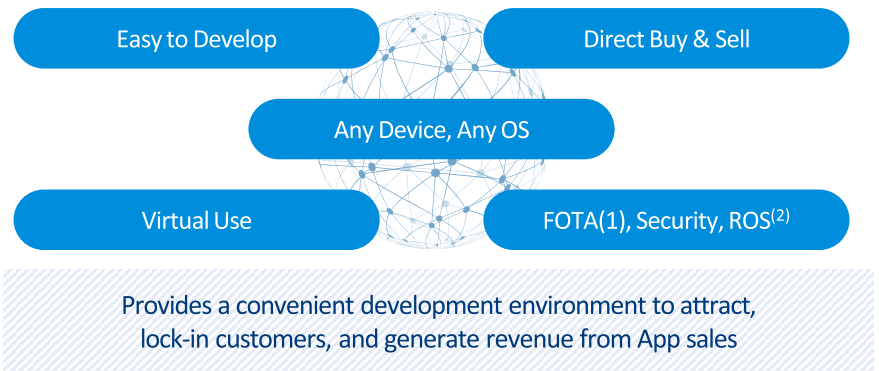 Easy to Develop
Direct Buy & Sell
Any Device, Any OS
Virtual Use
FOTA(1), Security, ROS(2)
Provides a convenient development environment to attract,
lock-in customers, and generate revenue from App sales